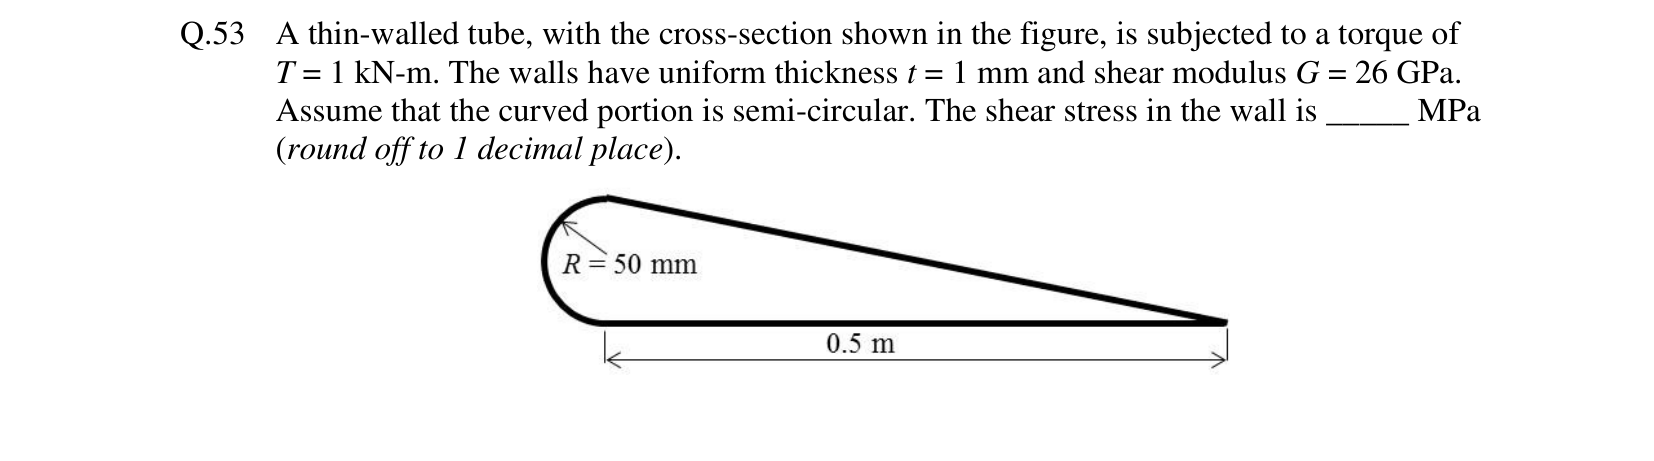 Q.53 A thin-walled tube, with the cross-section shown in the figure, is subjected to a torque of
T = 1 kN-m. The walls have uniform thickness t = 1 mm and shear modulus G = 26 GPa.
Assume that the curved portion is semi-circular. The shear stress in the wall is _____ MPa
(round off to 1 decimal place).
R = 50 mm
0.5 m